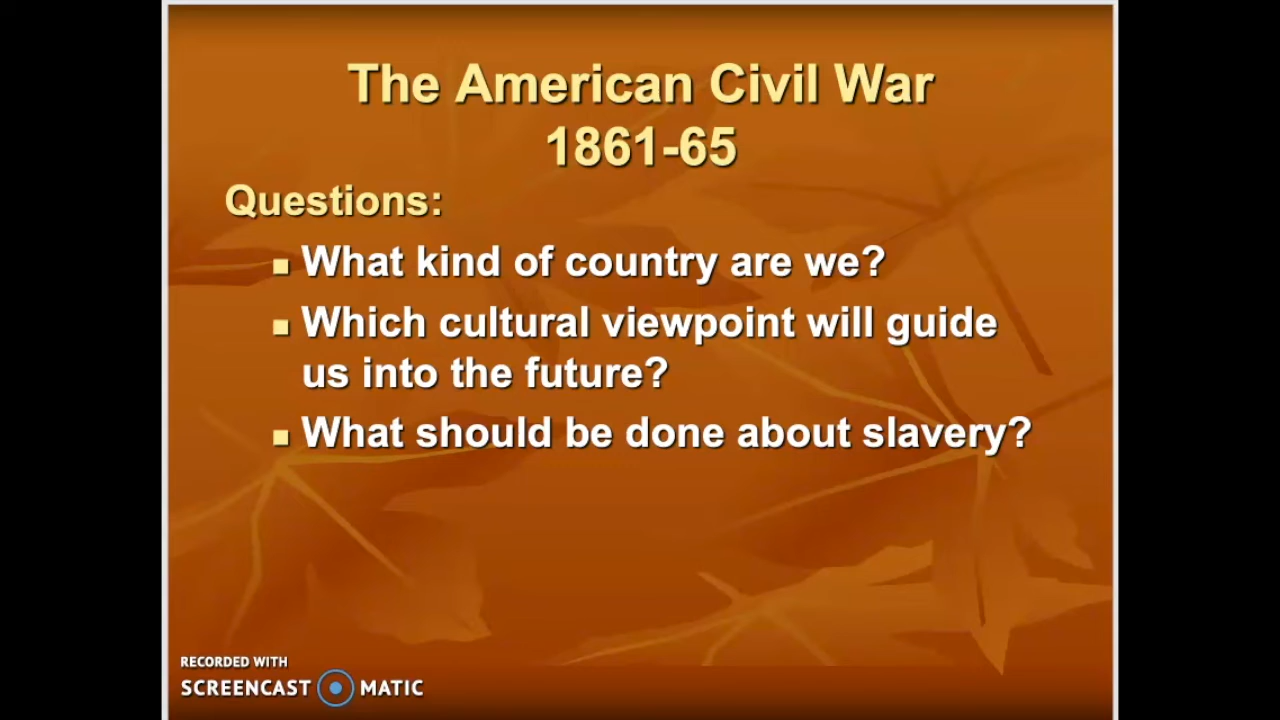 The American Civil War
1861-65
Questions:
What kind of country are we?
Which cultural viewpoint will guide
us into the future?
What should be done about slavery?
RECORDED WITH
SCREENCAST MATIC